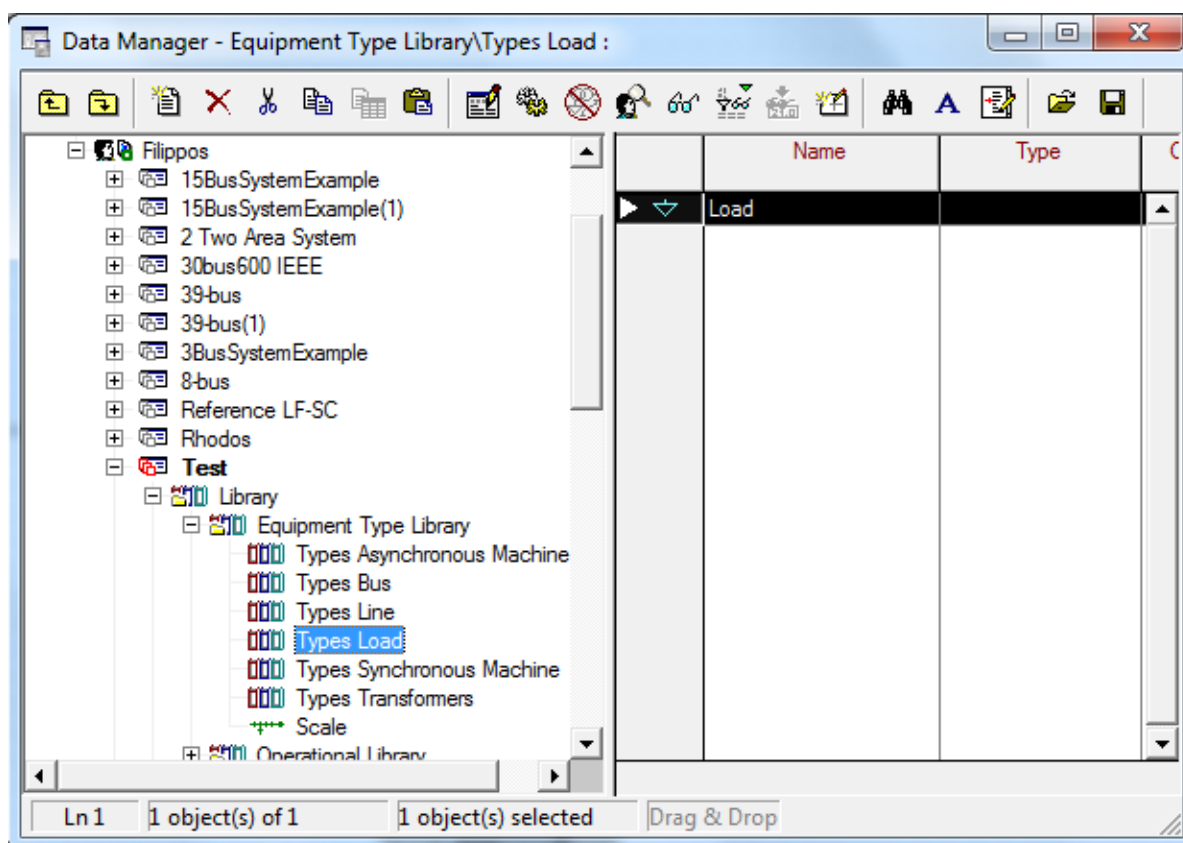 Data Manager - Equipment Type Library\Types Load :
Filippos
15BusSystemExample
15BusSystemExample(1)
2 Two Area System
30bus600 IEEE
39-bus
39-bus(1)
3BusSystemExample
8-bus
Reference LF-SC
Rhodos
Test
Library
Equipment Type Library
Types Asynchronous Machine
Types Bus
Types Line
Types Load
Types Synchronous Machine
Types Transformers
Scale
Operational Library
Name Type
Load
Ln 1 1 object(s) of 1 1 object(s) selected Drag & Drop